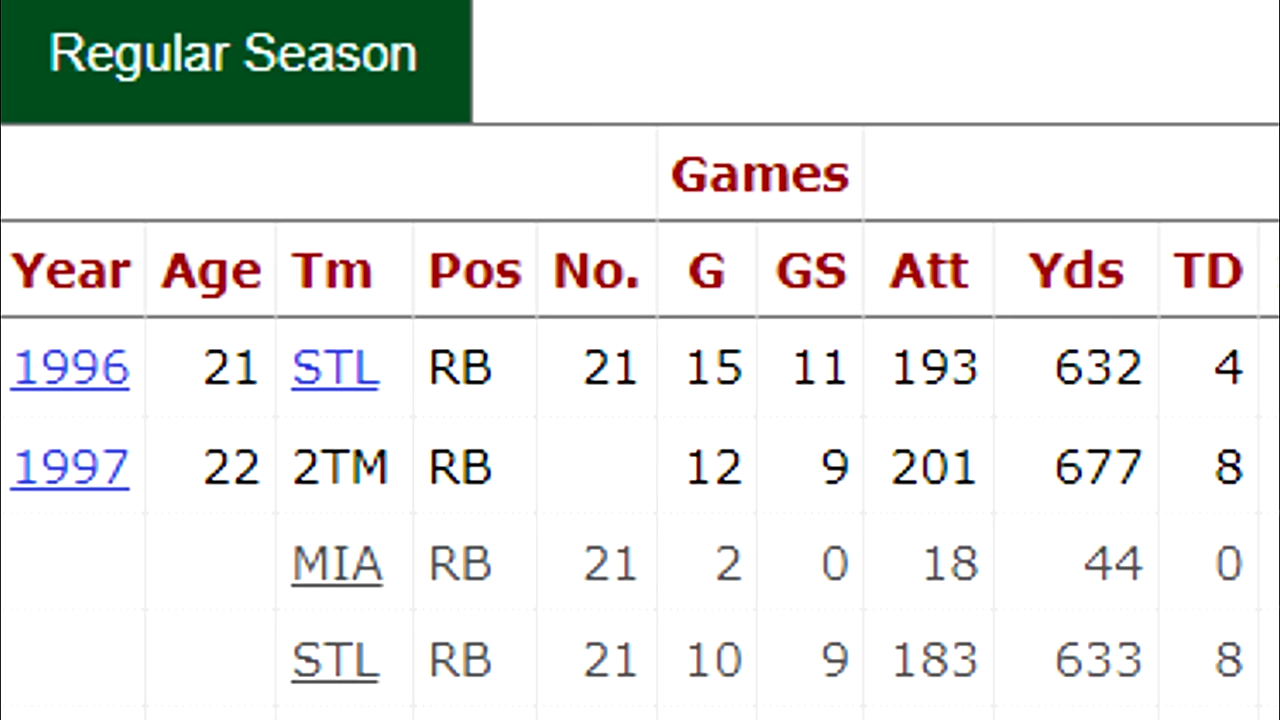 Regular Season
Games
Year Age Tm Pos No. G GS Att Yds TD
1996 21 STL RB 21 15 11 193 632 4
1997 22 2TM RB 12 9 201 677 8
MIA RB 21 2 0 18 44 0
STL RB 21 10 9 183 633 8